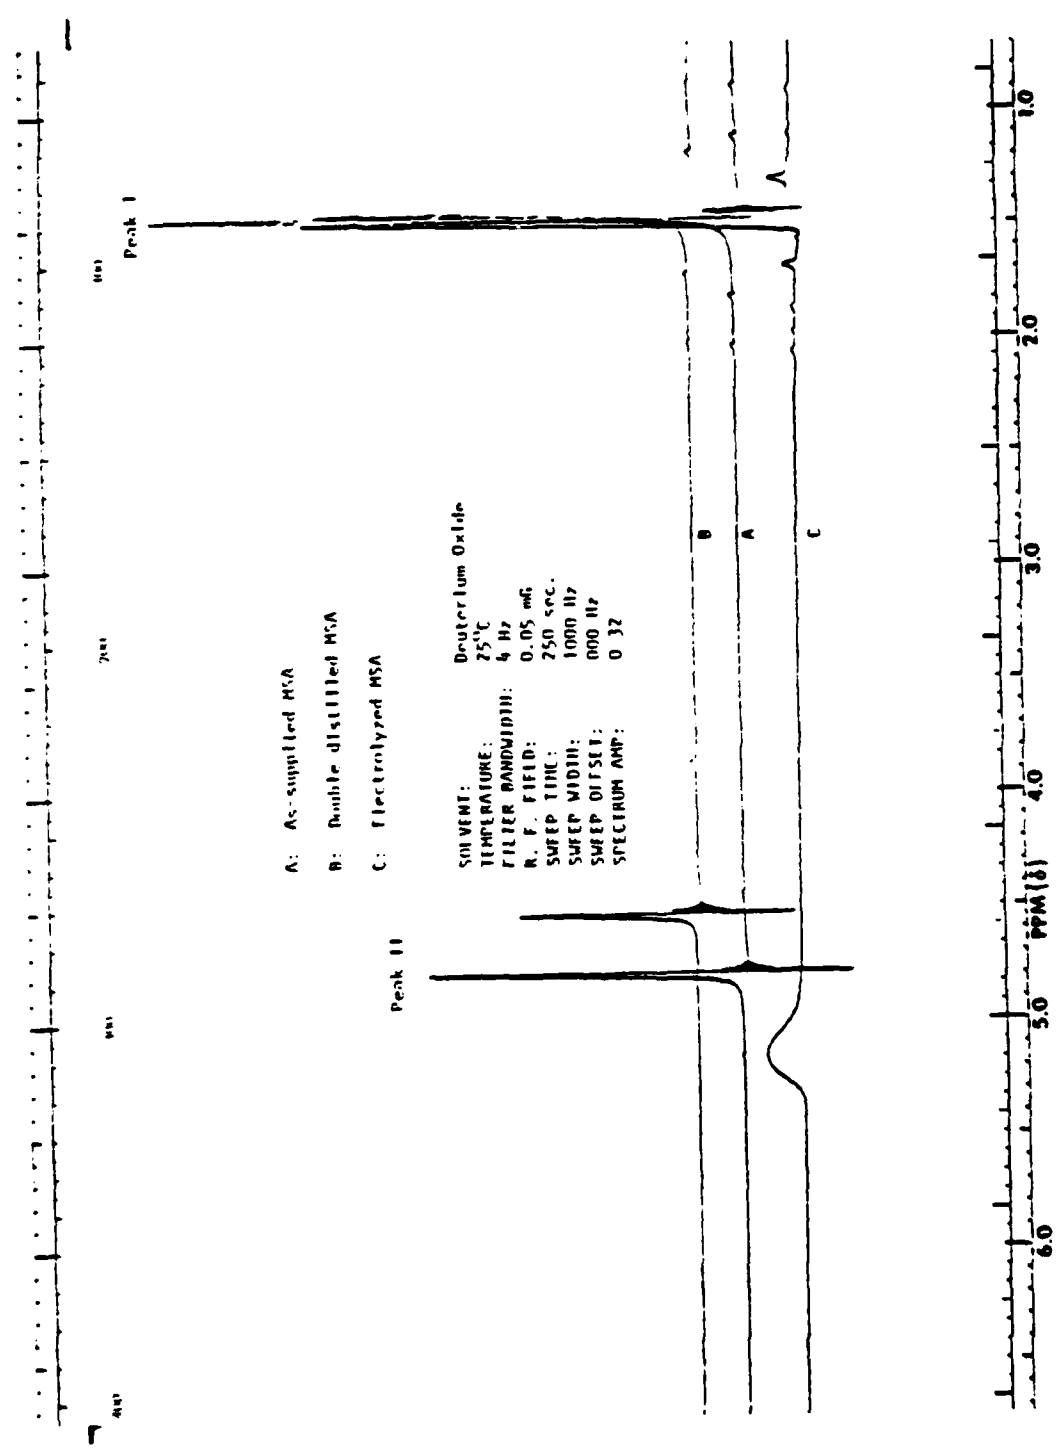 Peak I
Peak II
A: As-supplied MSA
B: Double distilled MSA
C: Electrolyzed MSA
SOLVENT: Deuterium Oxide
TEMPERATURE: 25°C
FILTER BANDWIDTH: 4 Hz
R. F. FIELD: 0.05 mG
SWEEP TIME: 250 sec.
SWEEP WIDTH: 1000 Hz
SWEEP OFFSET: 000 Hz
SPECTRUM AMP: 0 32
B
A
C
6.0
5.0
PPM (δ)
4.0
3.0
2.0
1.0